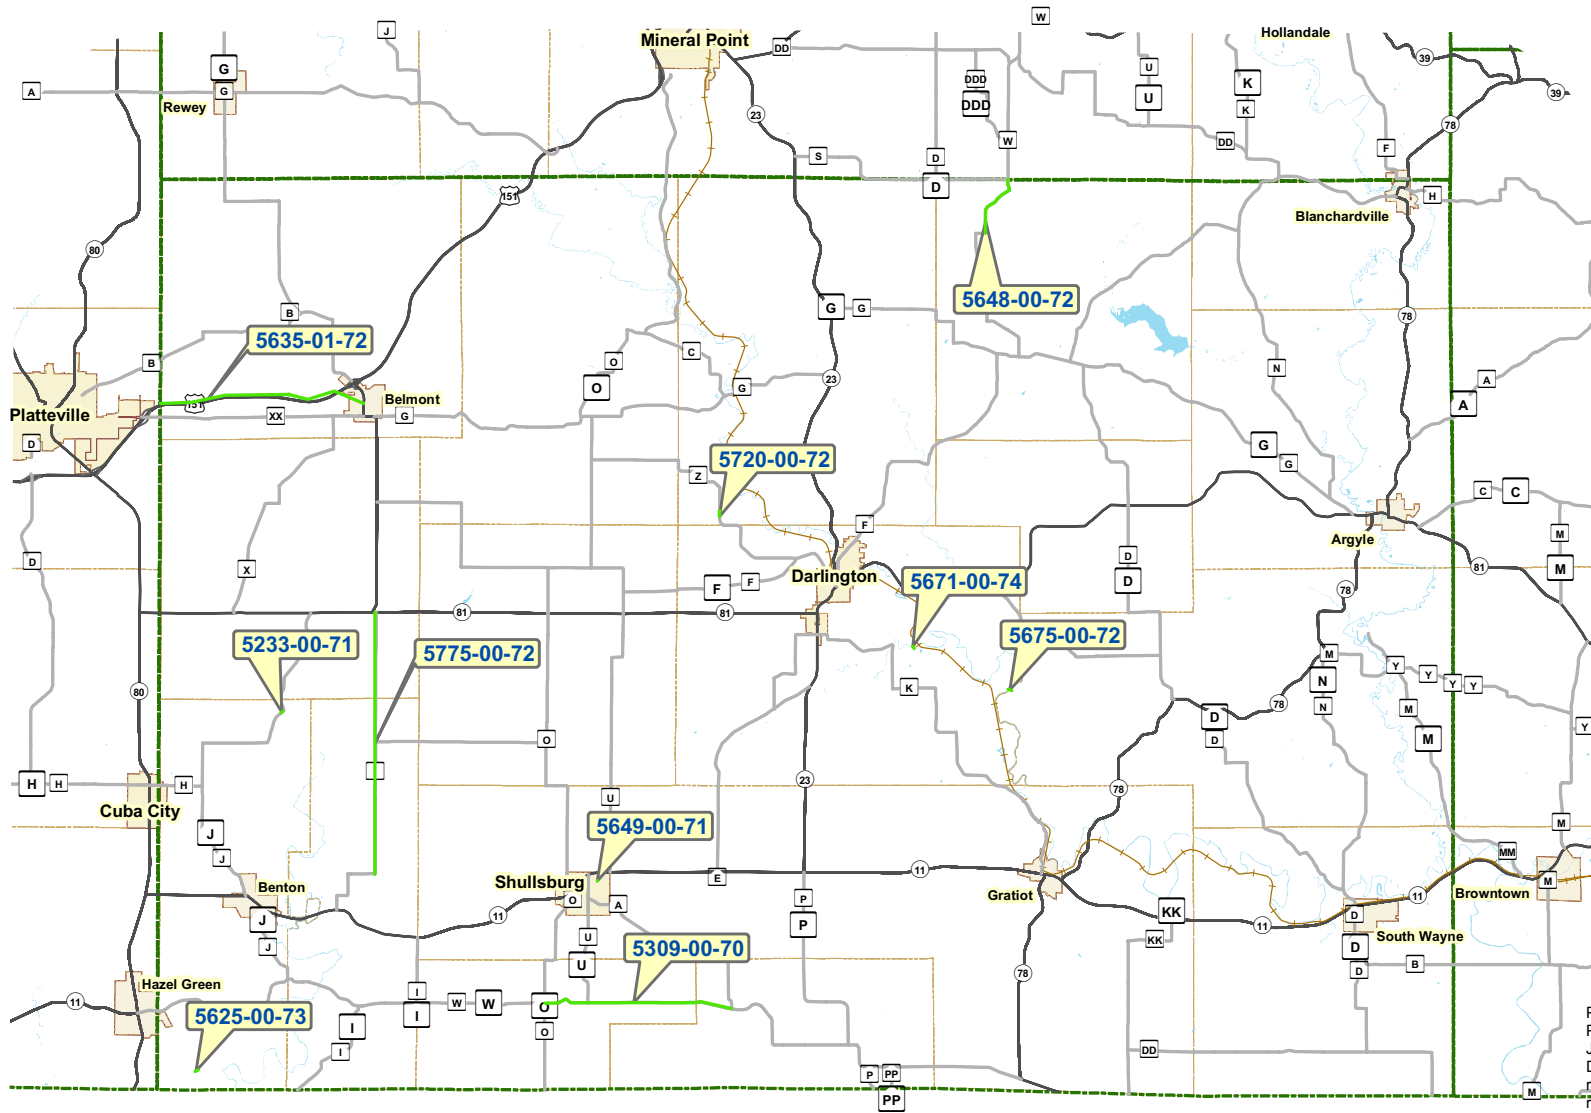 W
J
Hollandale
Mineral Point
DD
39
G
U
DDD
K
A
G
DDD
U
39
Rewey
K
23
78
W
DD
F
S
D
D
151
H
Blanchardville
80
5648-00-72
G
G
B
78
5635-01-72
C
O
B
N
23
A
G
O
Belmont
151
A
Platteville
XX
G
D
G
5720-00-72
G
Z
C
C
F
M
Argyle
D
D
X
Darlington
5671-00-74
81
M
F
F
D
78
81
81
5233-00-71
5775-00-72
5675-00-72
M
Y
Y
Y
Y
N
K
80
78
N
M
D
Y
O
D
M
H
H
H
23
78
U
Cuba City
5649-00-71
M
J
J
MM
11
E
Shullsburg
Benton
Gratiot
11
Browntown
M
O
A
P
11
KK
D
J
P
11
U
South Wayne
J
KK
D
5309-00-70
U
B
D
78
Hazel Green
I
11
W
W
O
5625-00-73
I
I
O
I
DD
P
PP
M
PP